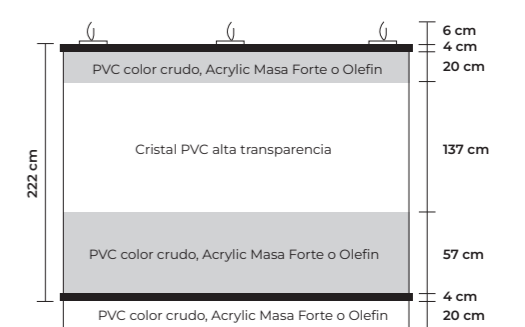 6 cm
4 cm
PVC color crudo, Acrylic Masa Forte o Olefin
20 cm
Cristal PVC alta transparencia
137 cm
222 cm
PVC color crudo, Acrylic Masa Forte o Olefin
57 cm
4 cm
PVC color crudo, Acrylic Masa Forte o Olefin
20 cm